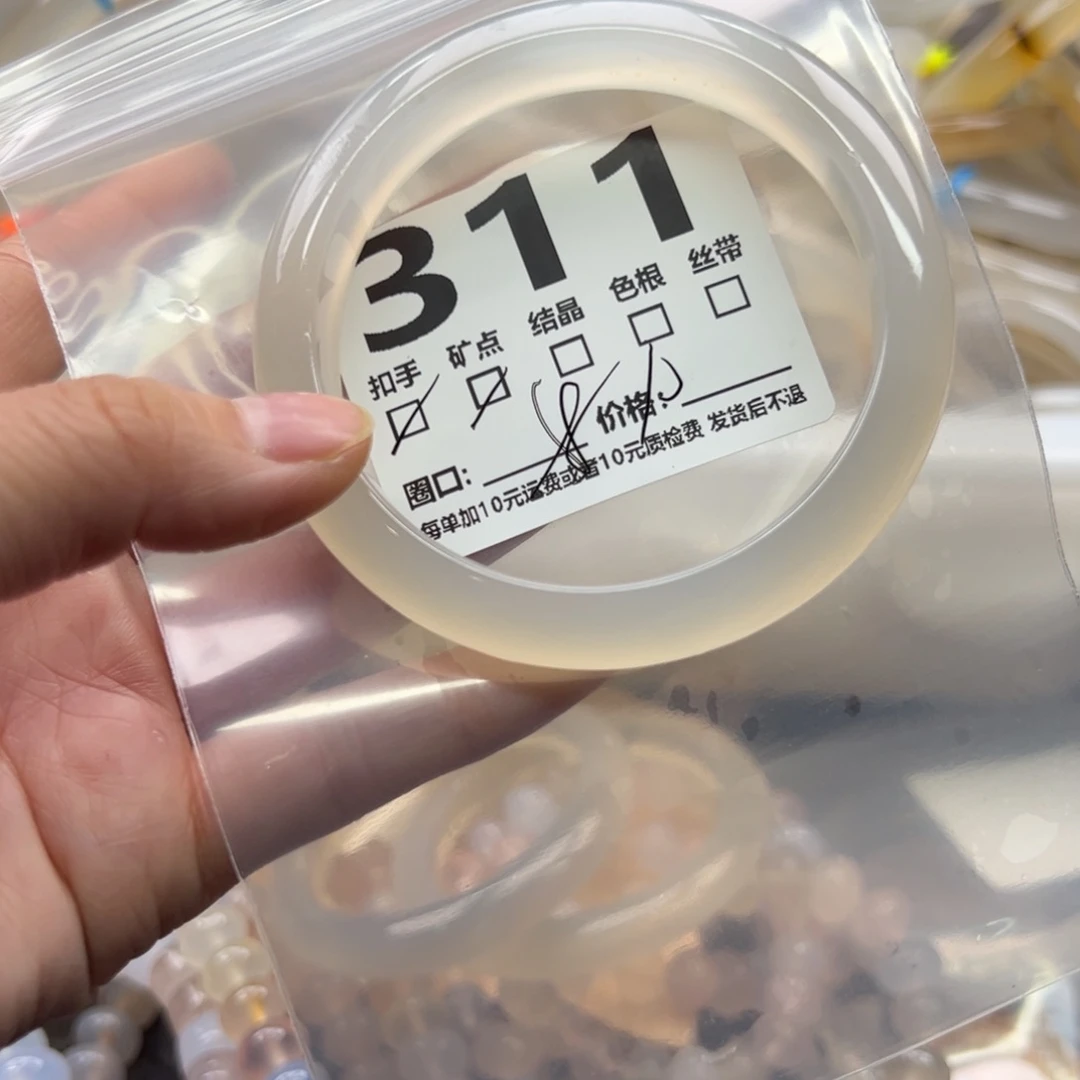 311
扣手 矿点 结晶 色根 丝带
圈口: 价格:
每单加10元运费或者10元质检费 发货后不退